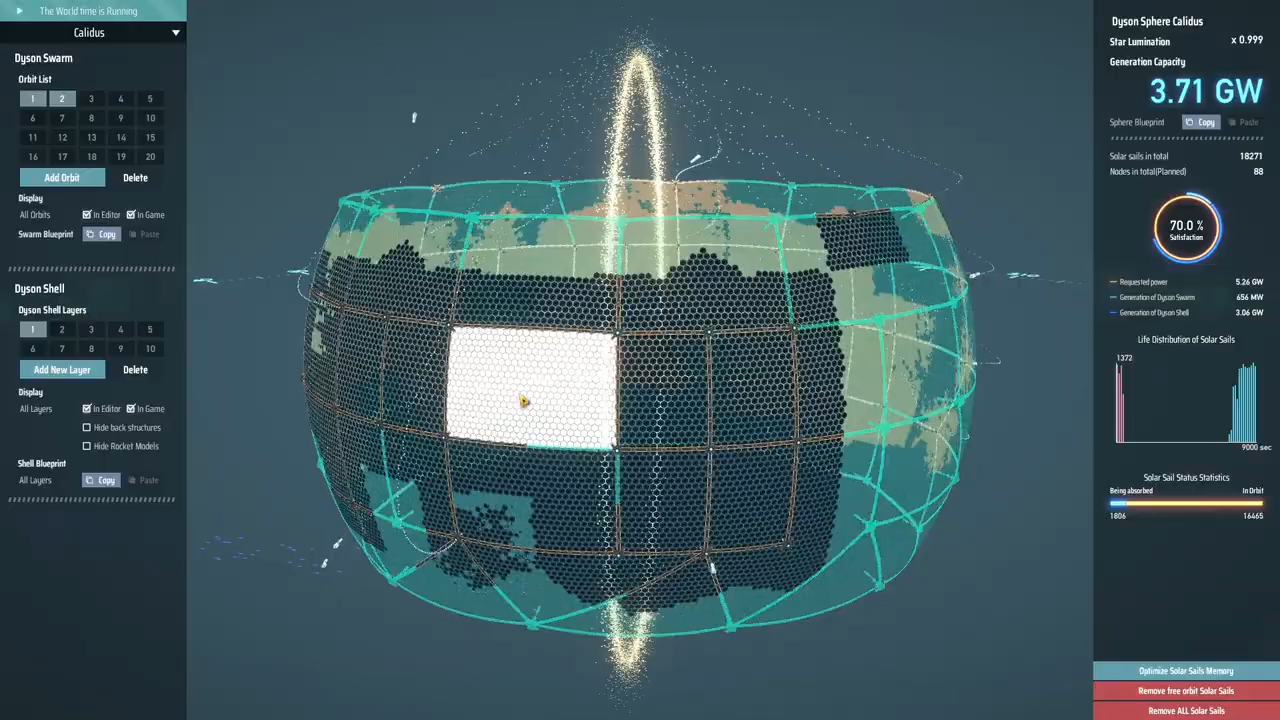 The World time is Running
Calidus
Dyson Swarm
Orbit List
1 2 3 4 5
6 7 8 9 10
11 12 13 14 15
16 17 18 19 20
Add Orbit Delete
Display
All Orbits In Editor In Game
Swarm Blueprint Copy Paste
Dyson Shell
Dyson Shell Layers
1 2 3 4 5
6 7 8 9 10
Add New Layer Delete
Display
All Layers In Editor In Game
Hide back structures
Hide Rocket Models
Shell Blueprint
All Layers Copy Paste
Dyson Sphere Calidus
Star Lumination x 0.999
Generation Capacity
3.71 GW
Sphere Blueprint Copy Paste
Solar sails in total 18271
Nodes in total(Planned) 88
70.0 %
Satisfaction
Requested power 5.26 GW
Generation of Dyson Swarm 656 MW
Generation of Dyson Shell 3.06 GW
Life Distribution of Solar Sails
1372
9000 sec
Solar Sail Status Statistics
Being absorbed In Orbit
1806 16465
Optimize Solar Sails Memory
Remove free orbit Solar Sails
Remove ALL Solar Sails